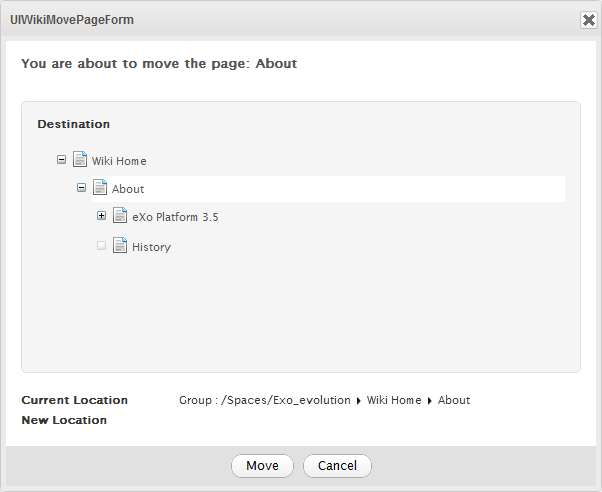 UIWikiMovePageForm
You are about to move the page: About
Destination
Wiki Home
About
eXo Platform 3.5
History
Current Location Group : /Spaces/Exo_evolution Wiki Home About
New Location
Move Cancel